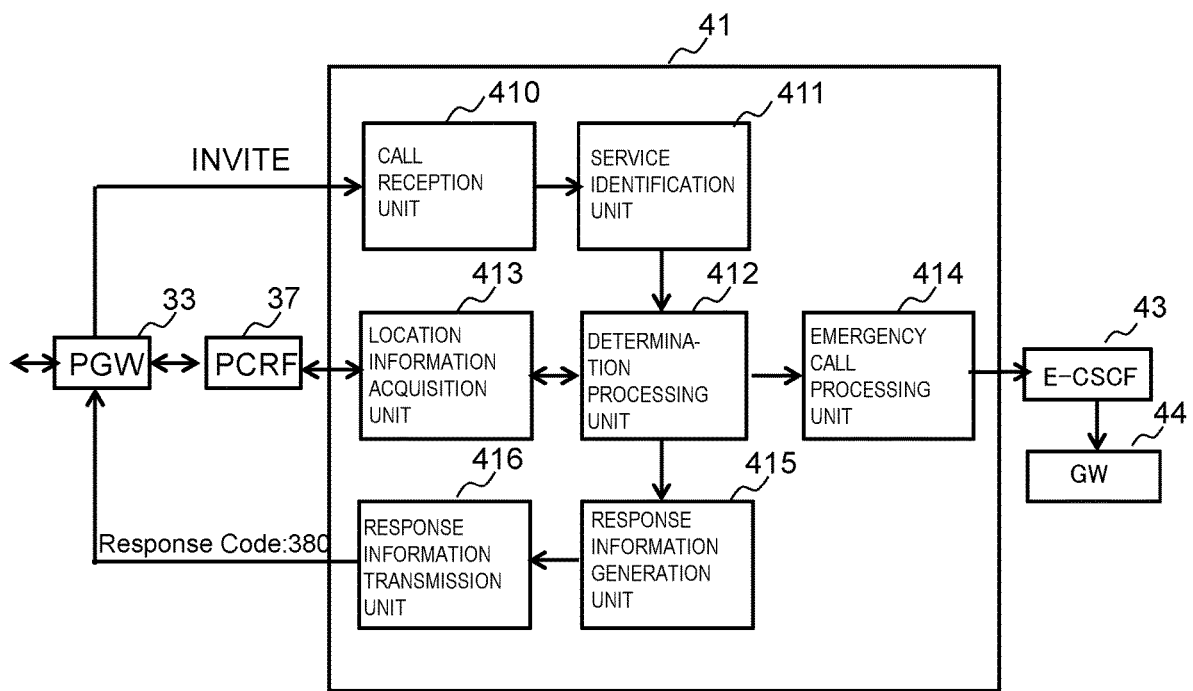 41
410
411
CALL
RECEPTION
UNIT
SERVICE
IDENTIFICATION
UNIT
INVITE
413
412
414
33
37
43
LOCATION
INFORMATION
ACQUISITION
UNIT
DETERMINA-
TION
PROCESSING
UNIT
EMERGENCY
CALL
PROCESSING
UNIT
PGW
PCRF
E-CSCF
44
GW
416
415
RESPONSE
INFORMATION
TRANSMISSION
UNIT
RESPONSE
INFORMATION
GENERATION
UNIT
Response Code:380